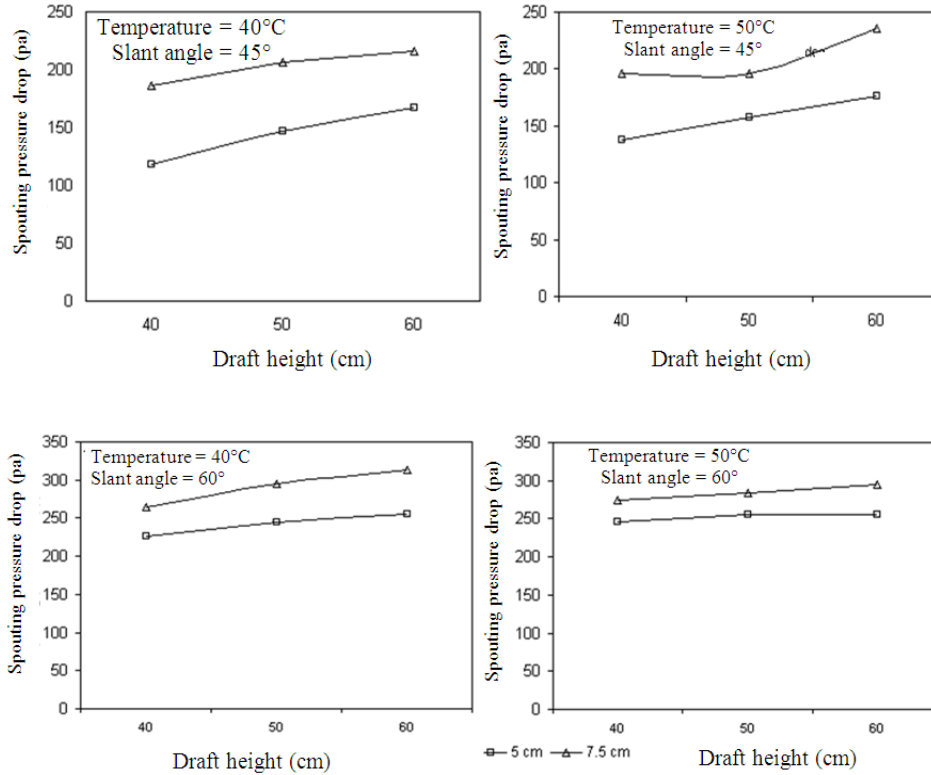 Temperature = 40°C
Slant angle = 45°
Spouting pressure drop (pa)
250
200
150
100
50
0
40
50
60
Draft height (cm)
Temperature = 50°C
Slant angle = 45°
Spouting pressure drop (pa)
250
200
150
100
50
0
40
50
60
Draft height (cm)
Temperature = 40°C
Slant angle = 60°
Spouting pressure drop (pa)
350
300
250
200
150
100
50
0
40
50
60
Draft height (cm)
Temperature = 50°C
Slant angle = 60°
Spouting pressure drop (pa)
350
300
250
200
150
100
50
0
40
50
60
5 cm
7.5 cm
Draft height (cm)